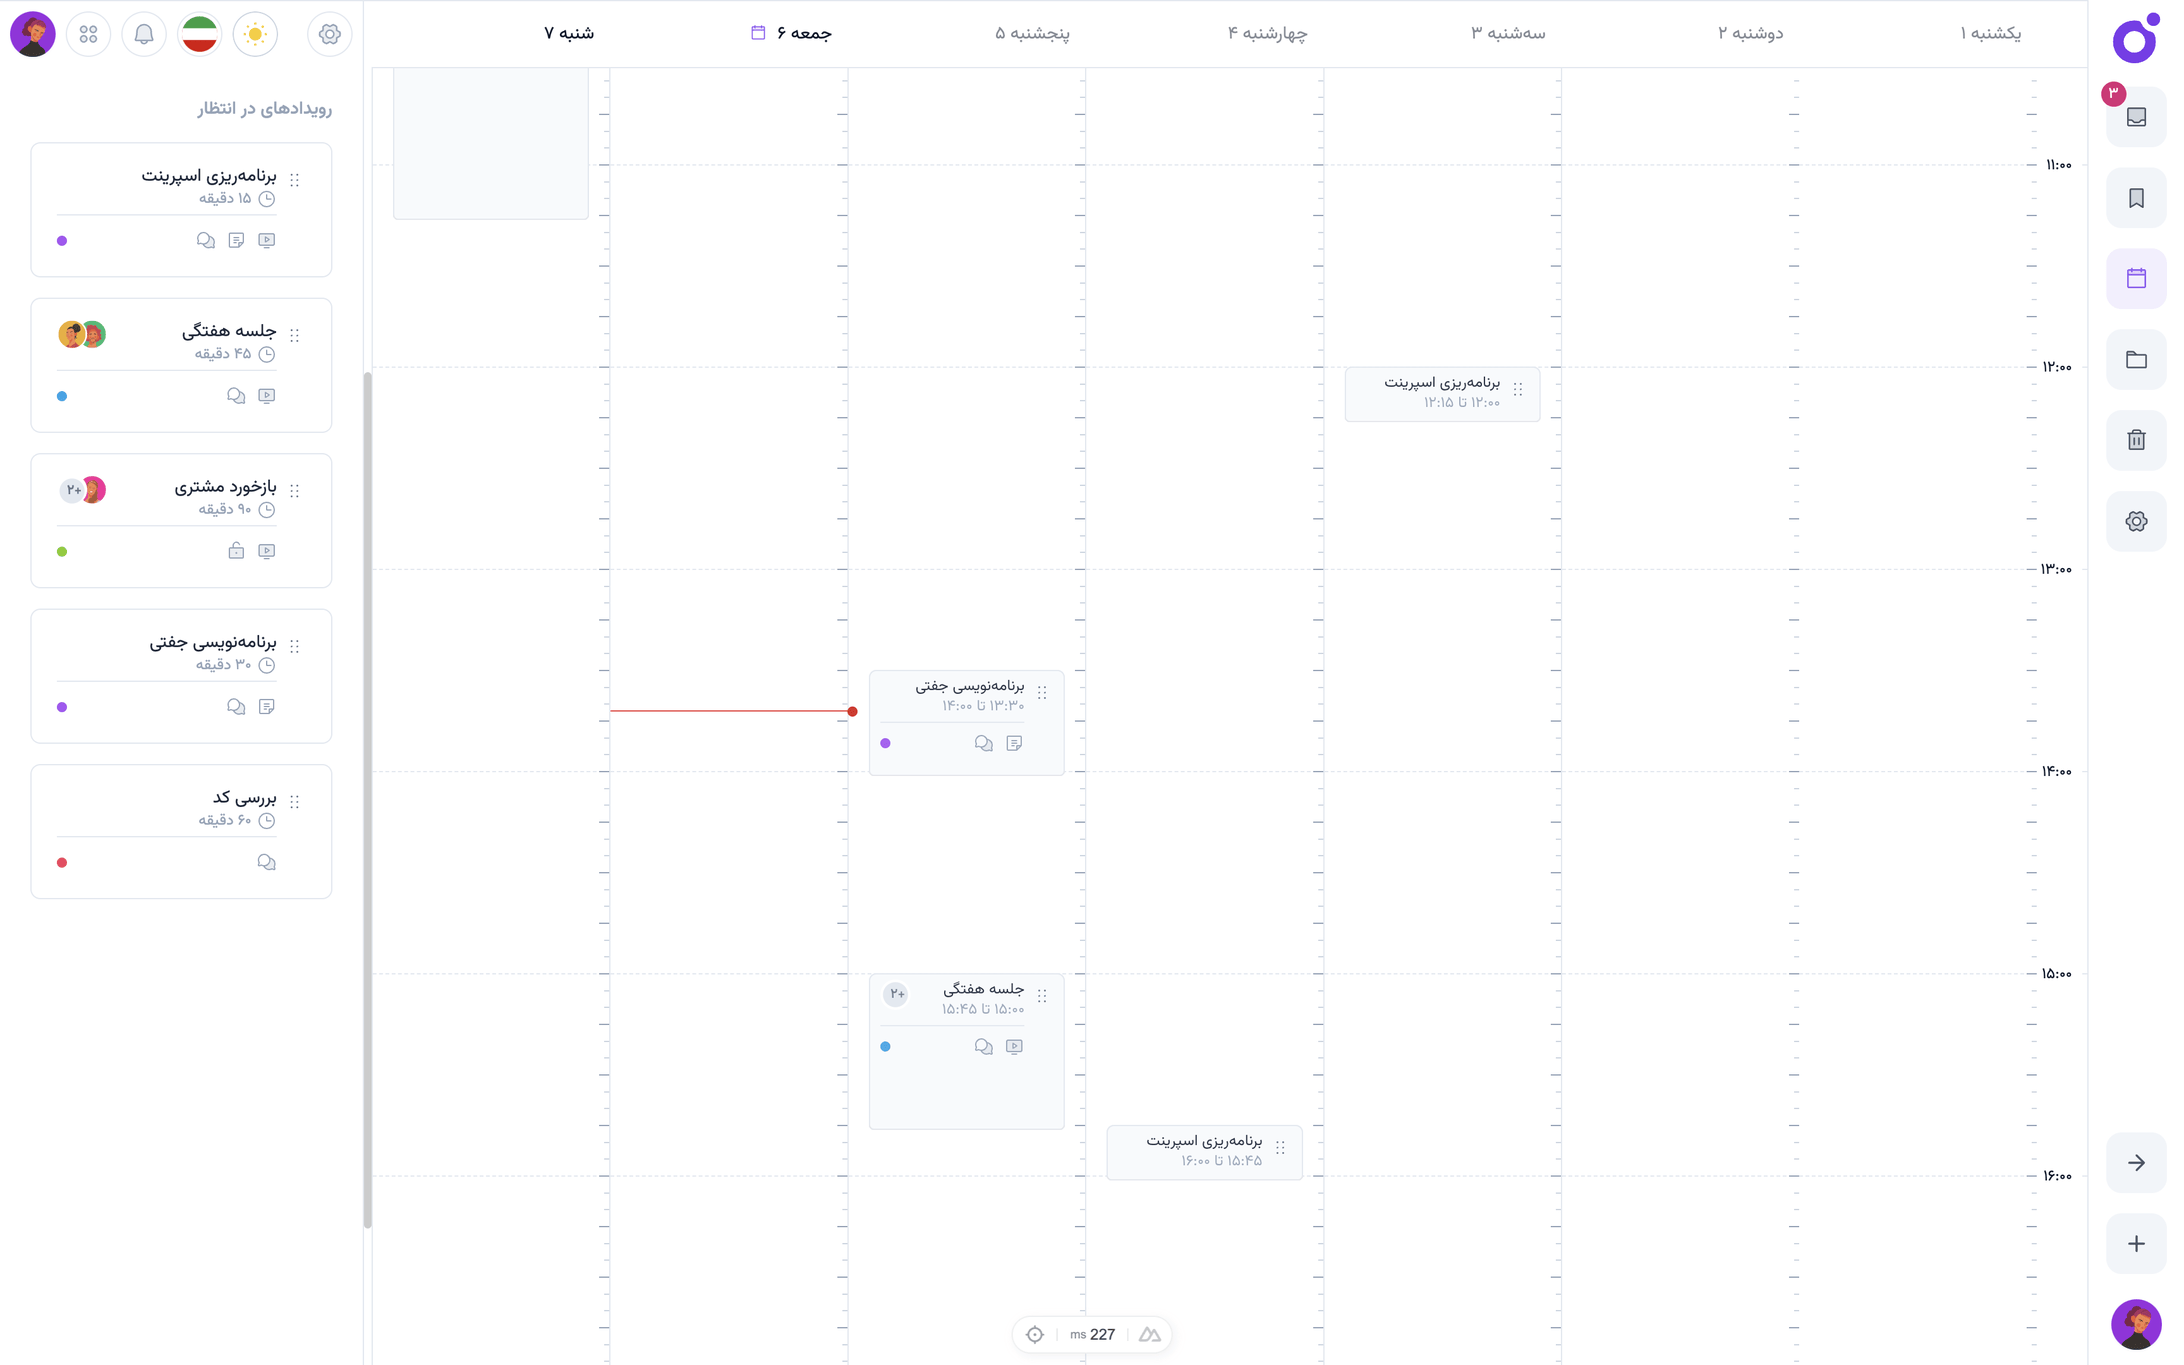 یکشنبه ۱
دوشنبه ۲
سه‌شنبه ۳
چهارشنبه ۴
پنجشنبه ۵
جمعه ۶
شنبه ۷
۳
۱۱:۰۰
۱۲:۰۰
۱۳:۰۰
۱۴:۰۰
۱۵:۰۰
۱۶:۰۰
برنامه‌ریزی اسپرینت
۱۲:۰۰ تا ۱۲:۱۵
برنامه‌ریزی اسپرینت
۱۵:۴۵ تا ۱۶:۰۰
برنامه‌نویسی جفتی
۱۳:۳۰ تا ۱۴:۰۰
جلسه هفتگی
۲+
۱۵:۰۰ تا ۱۵:۴۵
رویدادهای در انتظار
برنامه‌ریزی اسپرینت
۱۵ دقیقه
جلسه هفتگی
۴۵ دقیقه
بازخورد مشتری
۲+
۹۰ دقیقه
برنامه‌نویسی جفتی
۳۰ دقیقه
بررسی کد
۶۰ دقیقه
227 ms